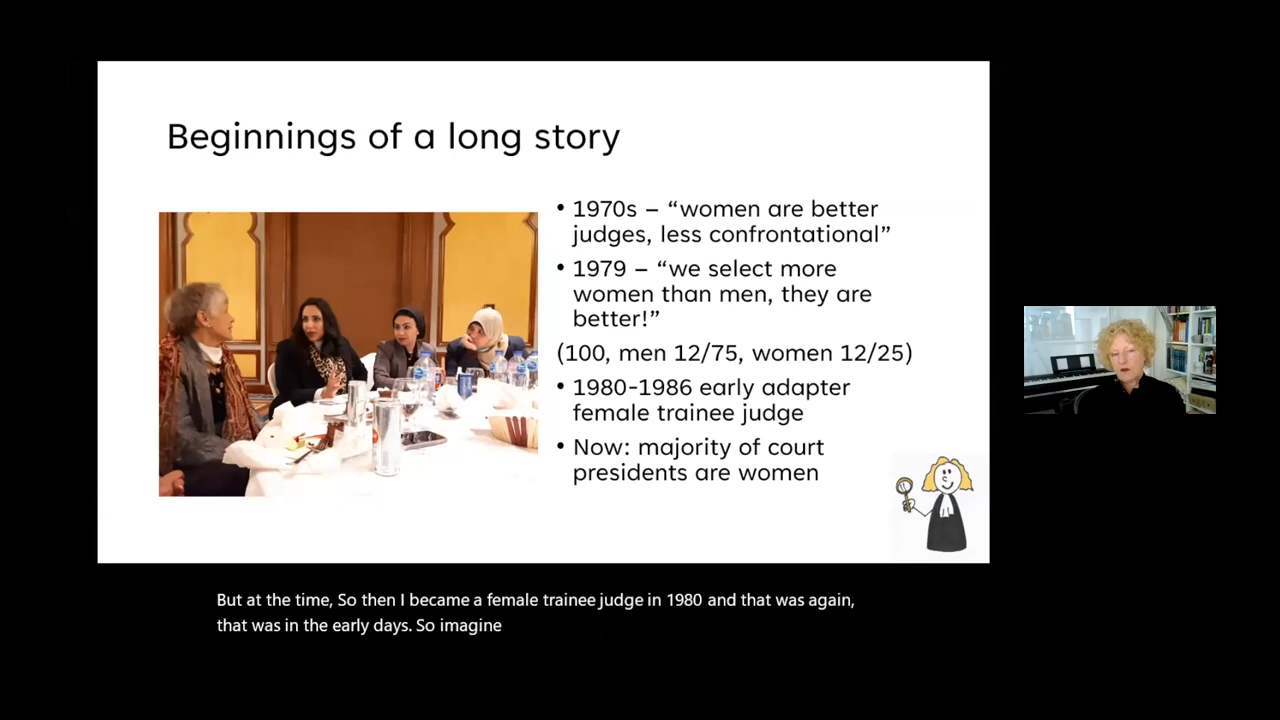 Beginnings of a long story
• 1970s – “women are better
judges, less confrontational”
• 1979 – “we select more
women than men, they are
better!”
(100, men 12/75, women 12/25)
• 1980-1986 early adapter
female trainee judge
• Now: majority of court
presidents are women
But at the time, So then I became a female trainee judge in 1980 and that was again,
that was in the early days. So imagine